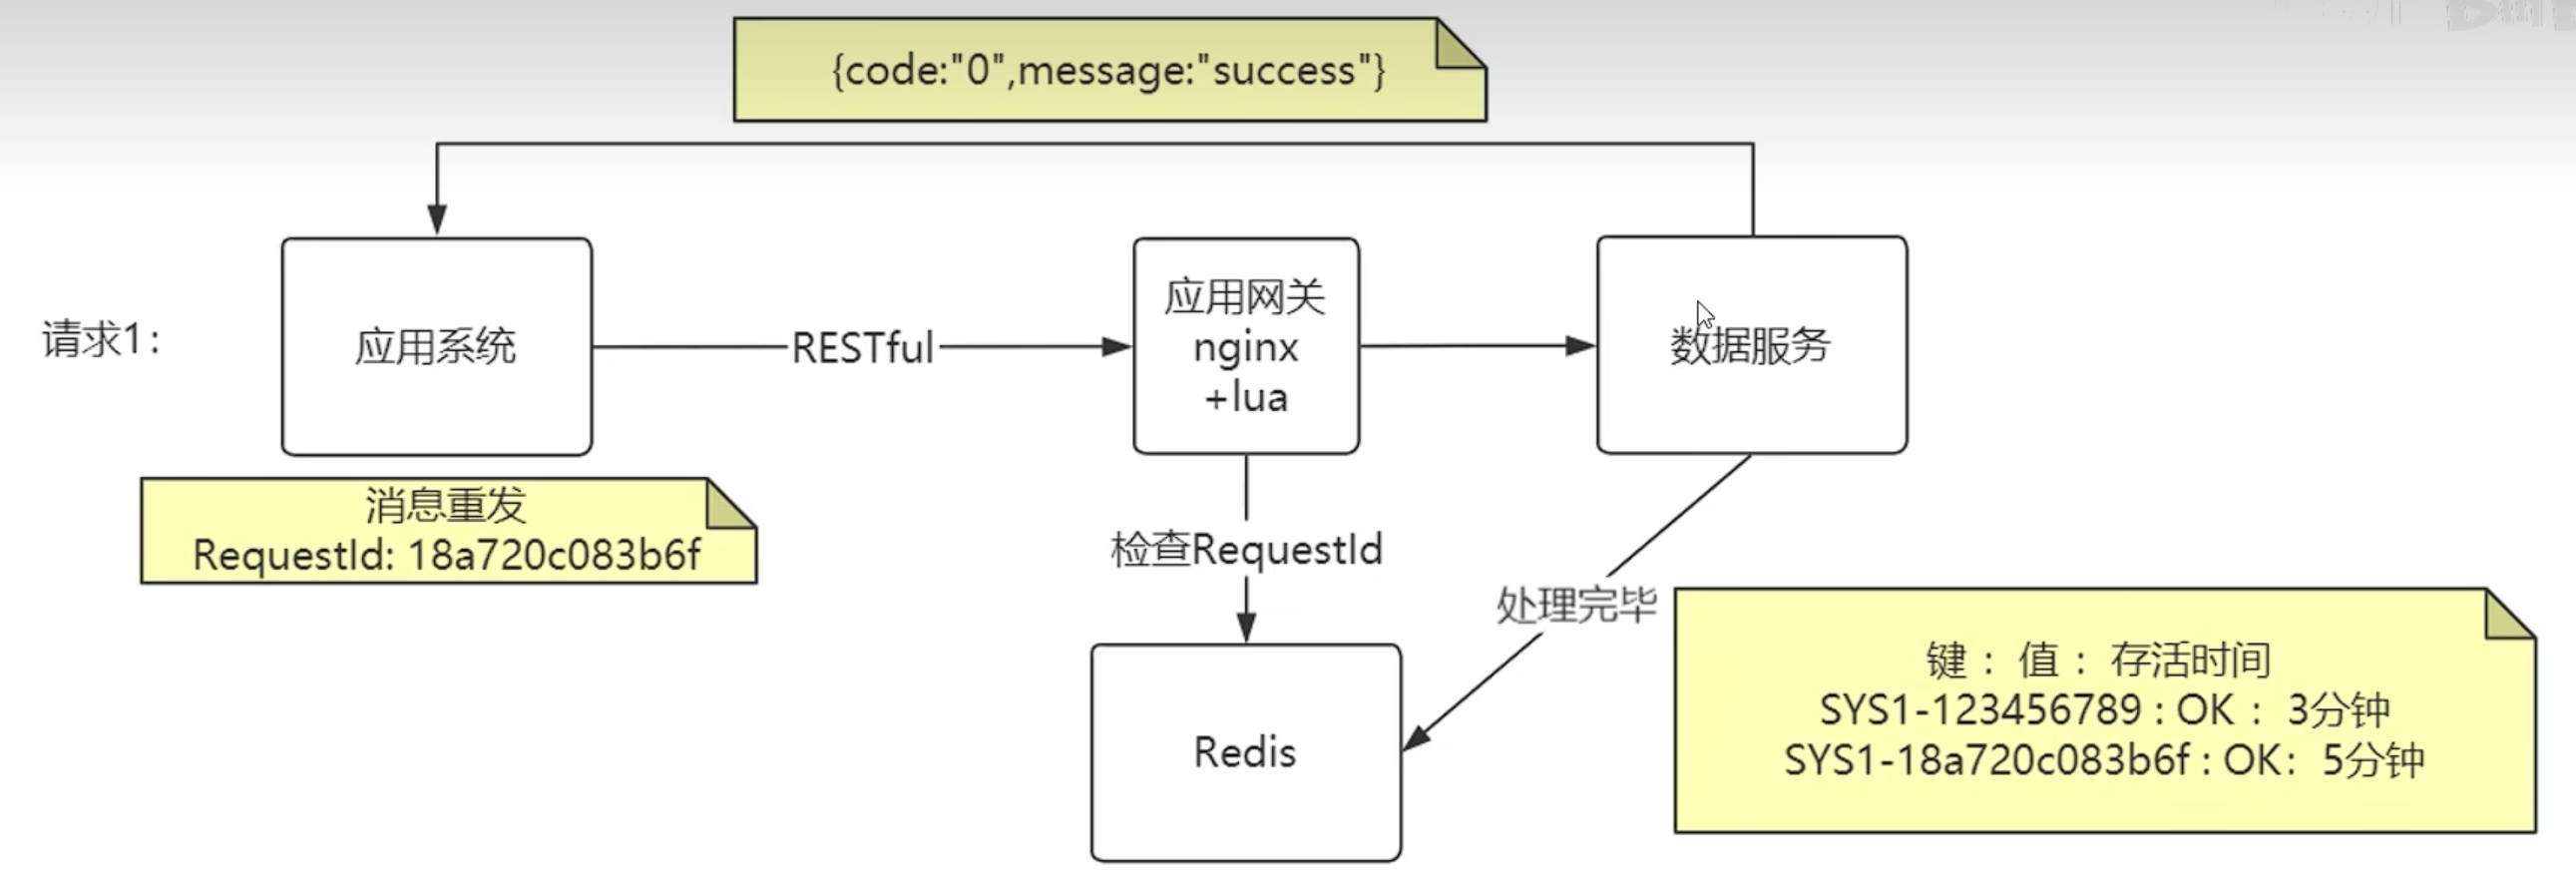 {code:"0",message:"success"}
请求1：
应用系统
RESTful
应用网关
nginx
+lua
数据服务
消息重发
RequestId: 18a720c083b6f
检查RequestId
处理完毕
Redis
键 ：值 ：存活时间
SYS1-123456789 : OK ：3分钟
SYS1-18a720c083b6f : OK：5分钟